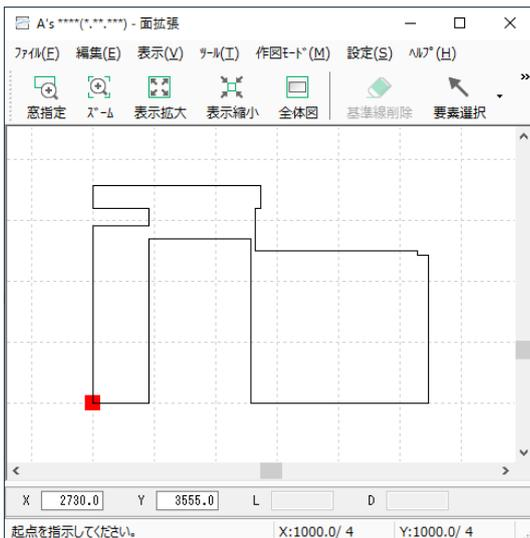 A's ****(*.**.***) - 面拡張
ﾌｧｲﾙ(F) 編集(E) 表示(V) ﾂｰﾙ(T) 作図ﾓｰﾄﾞ(M) 設定(S) ﾍﾙﾌﾟ(H)
窓指定 ｽﾞｰﾑ 表示拡大 表示縮小 全体図 基準線削除 要素選択 »
X 2730.0 Y 3555.0 L D
起点を指示してください。 X:1000.0/ 4 Y:1000.0/ 4